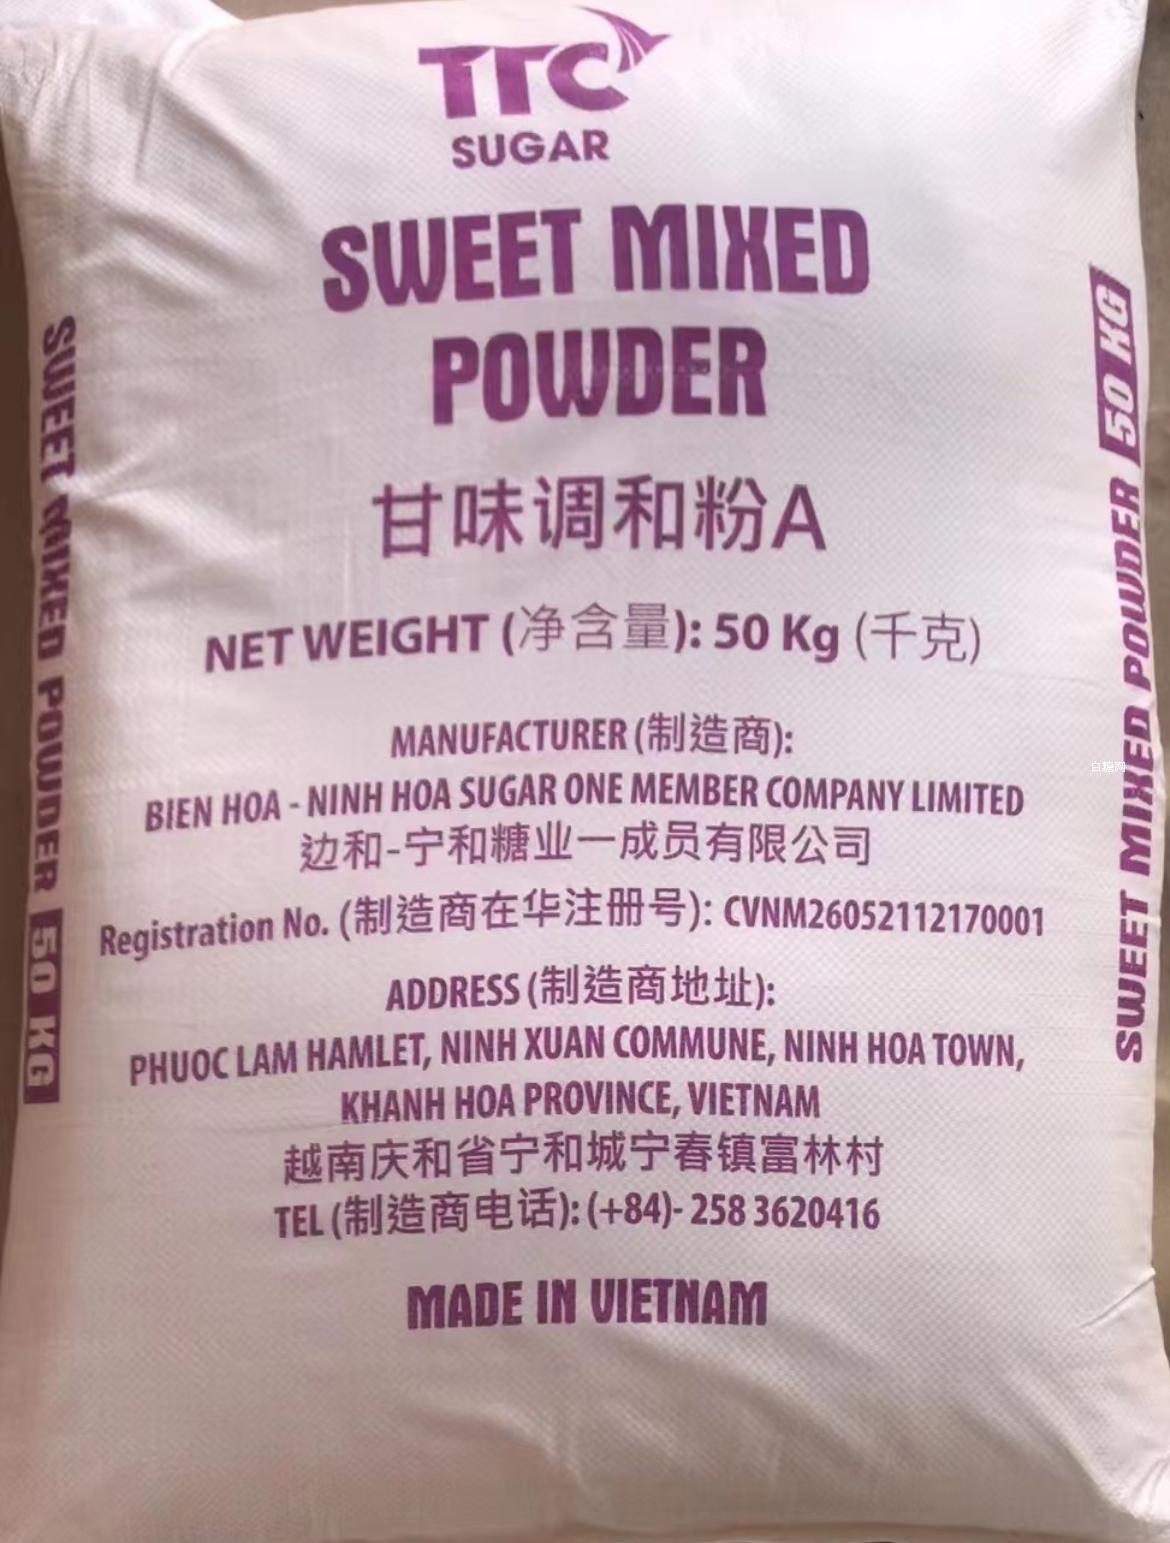 TTC
SUGAR
SWEET MIXED
POWDER
甘味调和粉A
NET WEIGHT (净含量): 50 Kg (千克)
MANUFACTURER (制造商):
BIEN HOA - NINH HOA SUGAR ONE MEMBER COMPANY LIMITED
边和-宁和糖业一成员有限公司
Registration No. (制造商在华注册号): CVNM26052112170001
ADDRESS (制造商地址):
PHUOC LAM HAMLET, NINH XUAN COMMUNE, NINH HOA TOWN,
KHANH HOA PROVINCE, VIETNAM
越南庆和省宁和城宁春镇富林村
TEL (制造商电话): (+84)- 258 3620416
MADE IN VIETNAM
SWEET MIXED POWDER 50 KG
SWEET MIXED POWDER 50 KG
白糖网